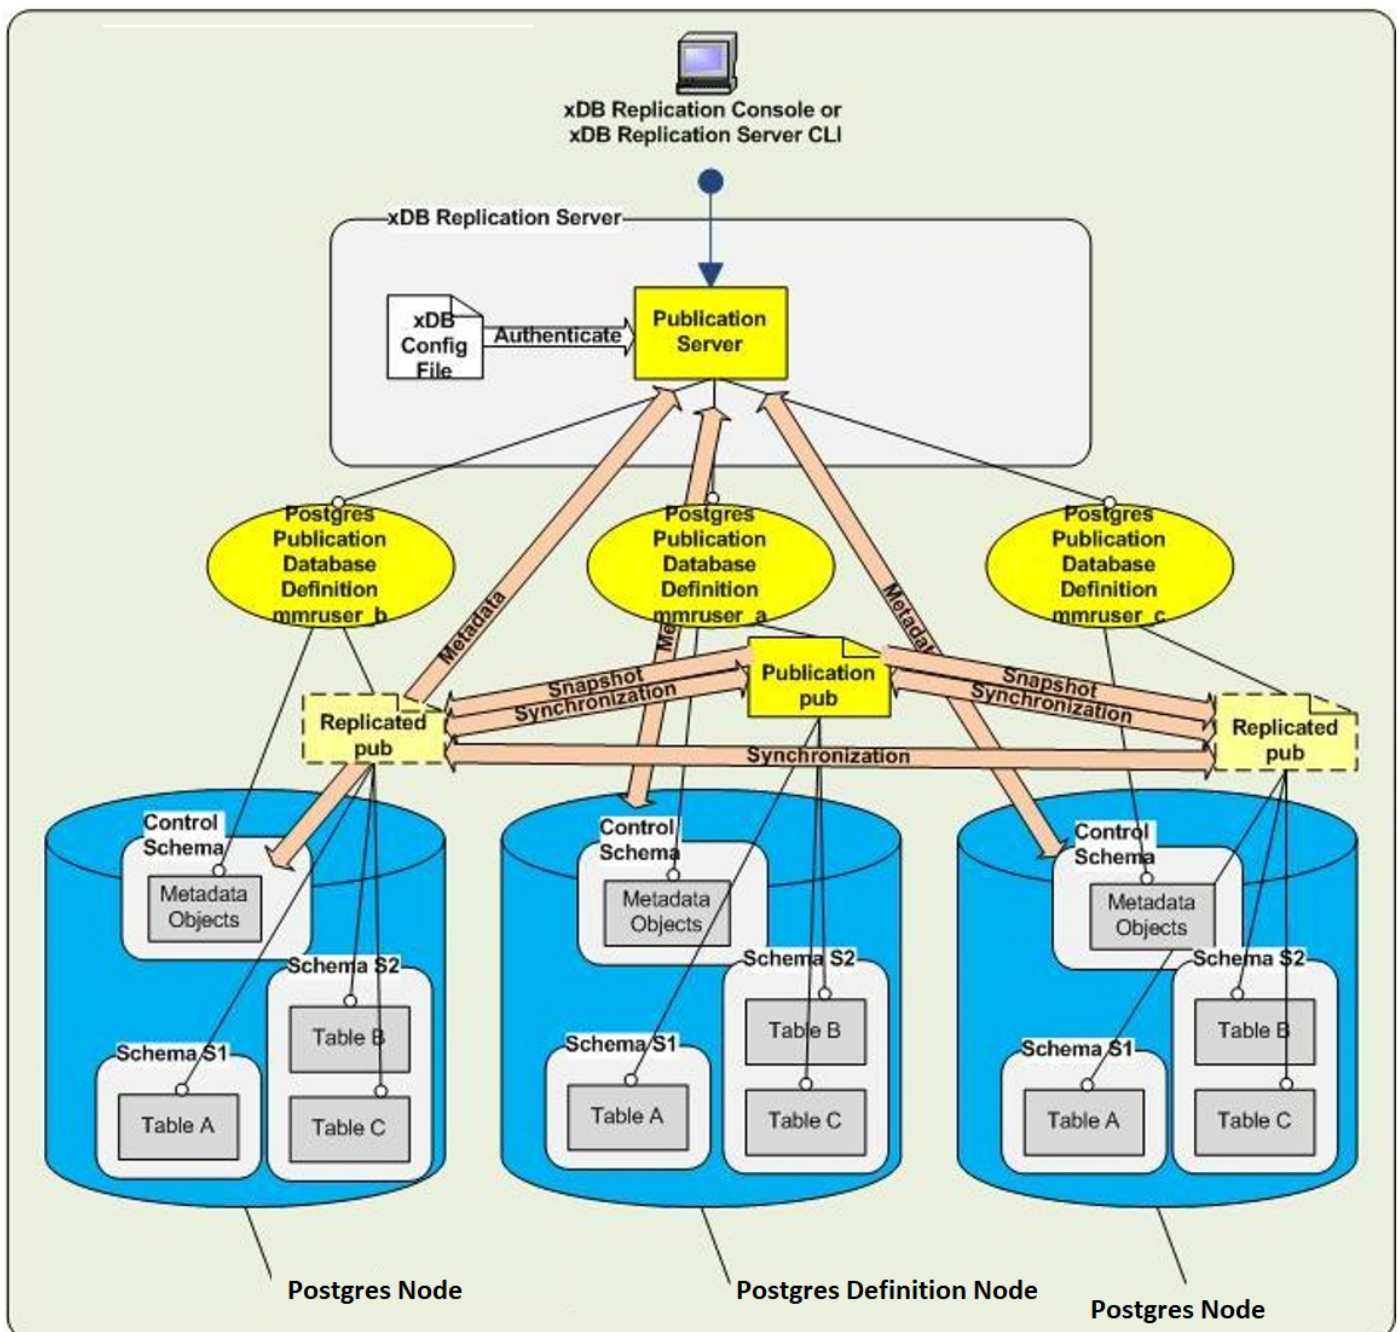 xDB Replication Console or
xDB Replication Server CLI
xDB Replication Server
xDB
Config
File
Authenticate
Publication
Server
Postgres
Publication
Database
Definition
mmruser_b
Postgres
Publication
Database
Definition
mmruser_a
Postgres
Publication
Database
Definition
mmruser_c
Metadata
Me
Metadat
Publication
pub
Snapshot
Synchronization
Snapshot
Synchronization
Replicated
pub
Replicated
pub
Synchronization
Control
Schema
Metadata
Objects
Schema S2
Table B
Table C
Schema S1
Table A
Control
Schema
Metadata
Objects
Schema S2
Table B
Table C
Schema S1
Table A
Control
Schema
Metadata
Objects
Schema S2
Table B
Table C
Schema S1
Table A
Postgres Node
Postgres Definition Node
Postgres Node